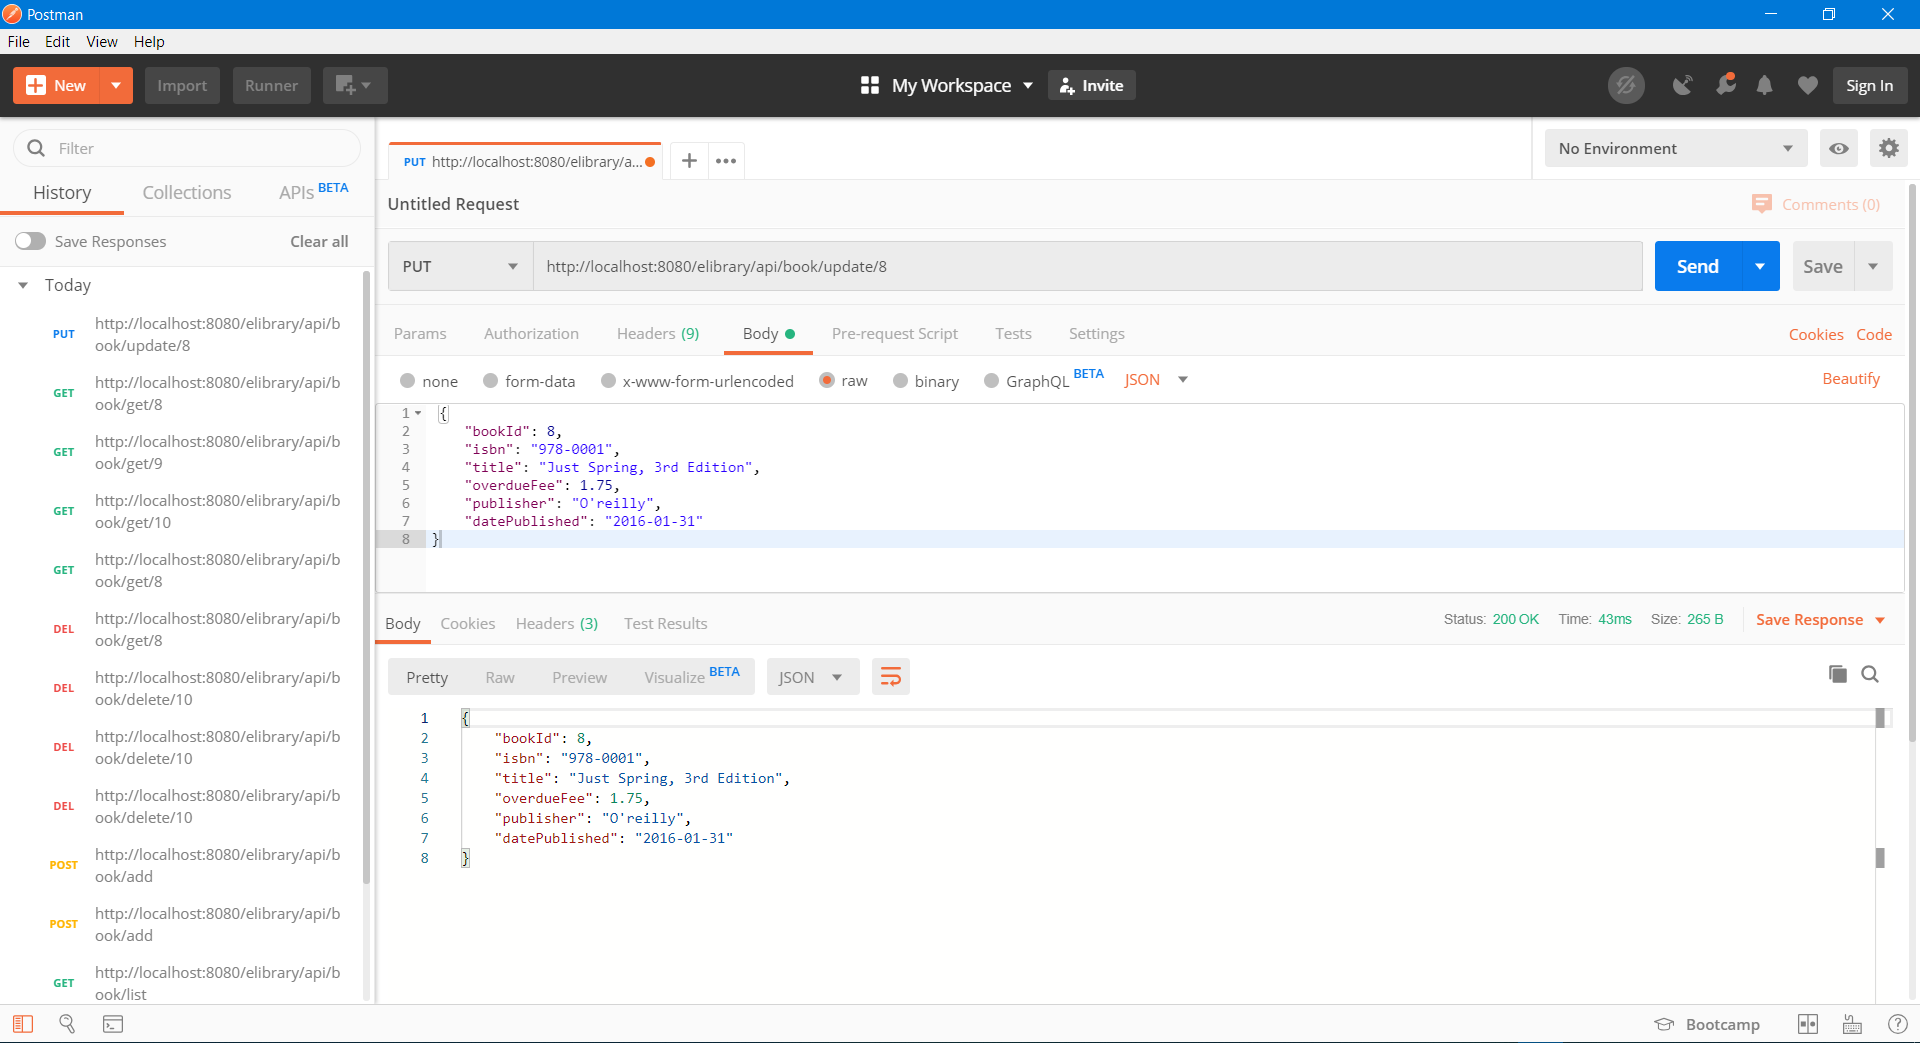 Postman
File Edit View Help
New Import Runner My Workspace Invite Sign In
Filter
History Collections APIs BETA
Save Responses Clear all
Today
PUT http://localhost:8080/elibrary/api/b
ook/update/8
GET http://localhost:8080/elibrary/api/b
ook/get/8
GET http://localhost:8080/elibrary/api/b
ook/get/9
GET http://localhost:8080/elibrary/api/b
ook/get/10
GET http://localhost:8080/elibrary/api/b
ook/get/8
DEL http://localhost:8080/elibrary/api/b
ook/get/8
DEL http://localhost:8080/elibrary/api/b
ook/delete/10
DEL http://localhost:8080/elibrary/api/b
ook/delete/10
DEL http://localhost:8080/elibrary/api/b
ook/delete/10
POST http://localhost:8080/elibrary/api/b
ook/add
POST http://localhost:8080/elibrary/api/b
ook/add
GET http://localhost:8080/elibrary/api/b
ook/list
PUT http://localhost:8080/elibrary/a... No Environment
Untitled Request Comments (0)
PUT http://localhost:8080/elibrary/api/book/update/8 Send Save
Params Authorization Headers (9) Body Pre-request Script Tests Settings Cookies Code
none form-data x-www-form-urlencoded raw binary GraphQL BETA JSON Beautify
1 {
2 "bookId": 8,
3 "isbn": "978-0001",
4 "title": "Just Spring, 3rd Edition",
5 "overdueFee": 1.75,
6 "publisher": "O'reilly",
7 "datePublished": "2016-01-31"
8 }
Body Cookies Headers (3) Test Results Status: 200 OK Time: 43ms Size: 265 B Save Response
Pretty Raw Preview Visualize BETA JSON
1 {
2 "bookId": 8,
3 "isbn": "978-0001",
4 "title": "Just Spring, 3rd Edition",
5 "overdueFee": 1.75,
6 "publisher": "O'reilly",
7 "datePublished": "2016-01-31"
8 }
Bootcamp